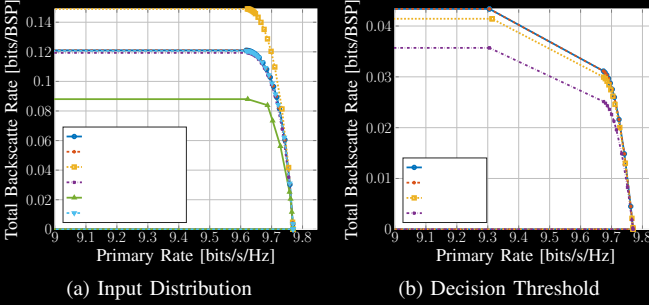 Total Backscatte Rate [bits/BSP]
0.14
0.12
0.1
0.08
0.06
0.04
0.02
0
9 9.1 9.2 9.3 9.4 9.5 9.6 9.7 9.8
Primary Rate [bits/s/Hz]
(a) Input Distribution
Total Backscatter Rate [bits/BSP]
0.04
0.03
0.02
0.01
0
9 9.1 9.2 9.3 9.4 9.5 9.6 9.7 9.8
Primary Rate [bits/s/Hz]
(b) Decision Threshold